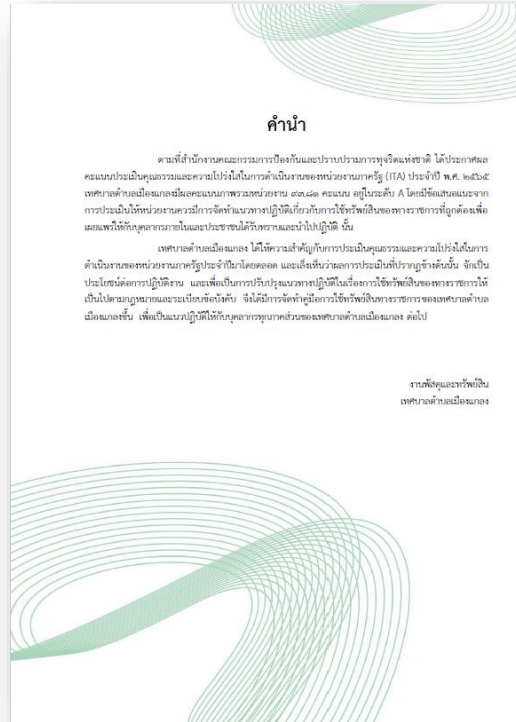 คำนำ
ตามที่สำนักงานคณะกรรมการป้องกันและปราบปรามการทุจริตแห่งชาติ ได้ประกาศผล
คะแนนประเมินคุณธรรมและความโปร่งใสในการดำเนินงานของหน่วยงานภาครัฐ (ITA) ประจำปี พ.ศ. ๒๕๖๕
เทศบาลตำบลเมืองแกลงมีผลคะแนนภาพรวมหน่วยงาน ๙๓.๘๑ คะแนน อยู่ในระดับ A โดยมีข้อเสนอแนะจาก
การประเมินให้หน่วยงานควรมีการจัดทำแนวทางปฏิบัติเกี่ยวกับการใช้ทรัพย์สินของทางราชการที่ถูกต้องเพื่อ
เผยแพร่ให้กับบุคลากรภายในและประชาชนได้รับทราบและนำไปปฏิบัติ นั้น
เทศบาลตำบลเมืองแกลง ได้ให้ความสำคัญกับการประเมินคุณธรรมและความโปร่งใสในการ
ดำเนินงานของหน่วยงานภาครัฐประจำปีมาโดยตลอด และเล็งเห็นว่าผลการประเมินที่ปรากฏข้างต้นนั้น จักเป็น
ประโยชน์ต่อการปฏิบัติงาน และเพื่อเป็นการปรับปรุงแนวทางปฏิบัติในเรื่องการใช้ทรัพย์สินของทางราชการให้
เป็นไปตามกฎหมายและระเบียบข้อบังคับ จึงได้มีการจัดทำคู่มือการใช้ทรัพย์สินทางราชการของเทศบาลตำบล
เมืองแกลงขึ้น เพื่อเป็นแนวปฏิบัติให้กับบุคลากรทุกภาคส่วนของเทศบาลตำบลเมืองแกลง ต่อไป
งานพัสดุและทรัพย์สิน
เทศบาลตำบลเมืองแกลง